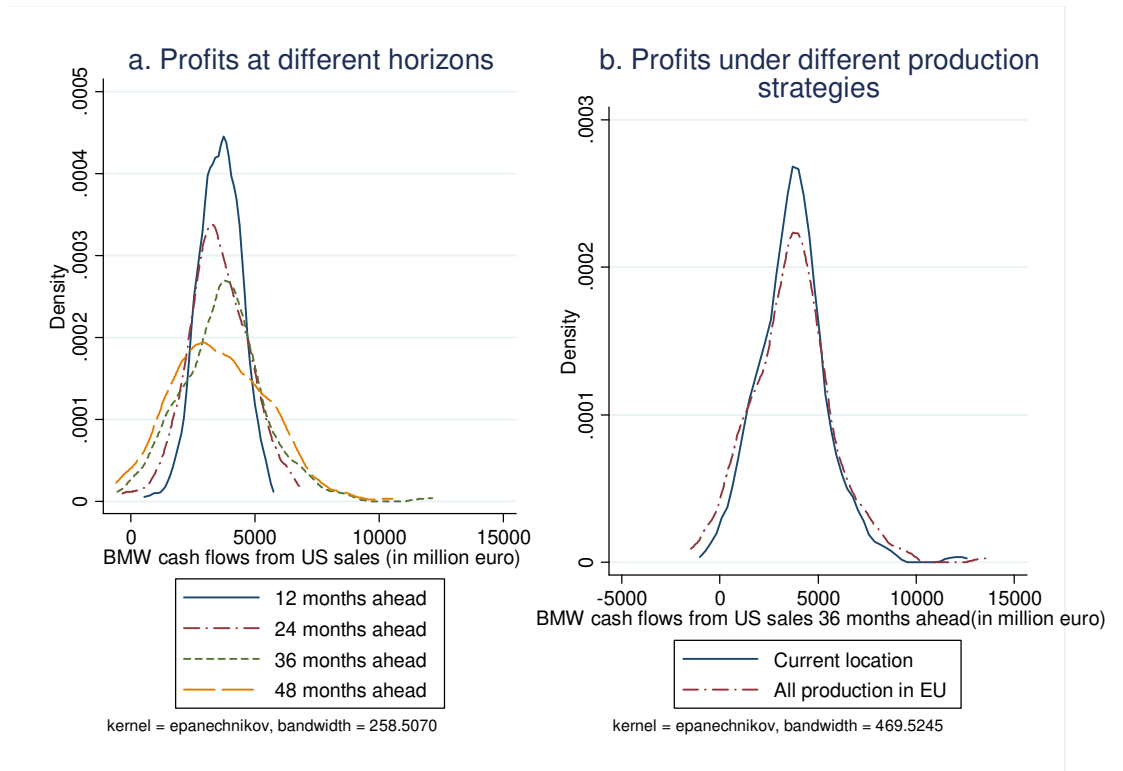 a. Profits at different horizons
Density
.0005
.0004
.0003
.0002
.0001
0
0 5000 10000 15000
BMW cash flows from US sales (in million euro)
12 months ahead
24 months ahead
36 months ahead
48 months ahead
kernel = epanechnikov, bandwidth = 258.5070
b. Profits under different production
strategies
Density
.0003
.0002
.0001
0
-5000 0 5000 10000 15000
BMW cash flows from US sales 36 months ahead(in million euro)
Current location
All production in EU
kernel = epanechnikov, bandwidth = 469.5245